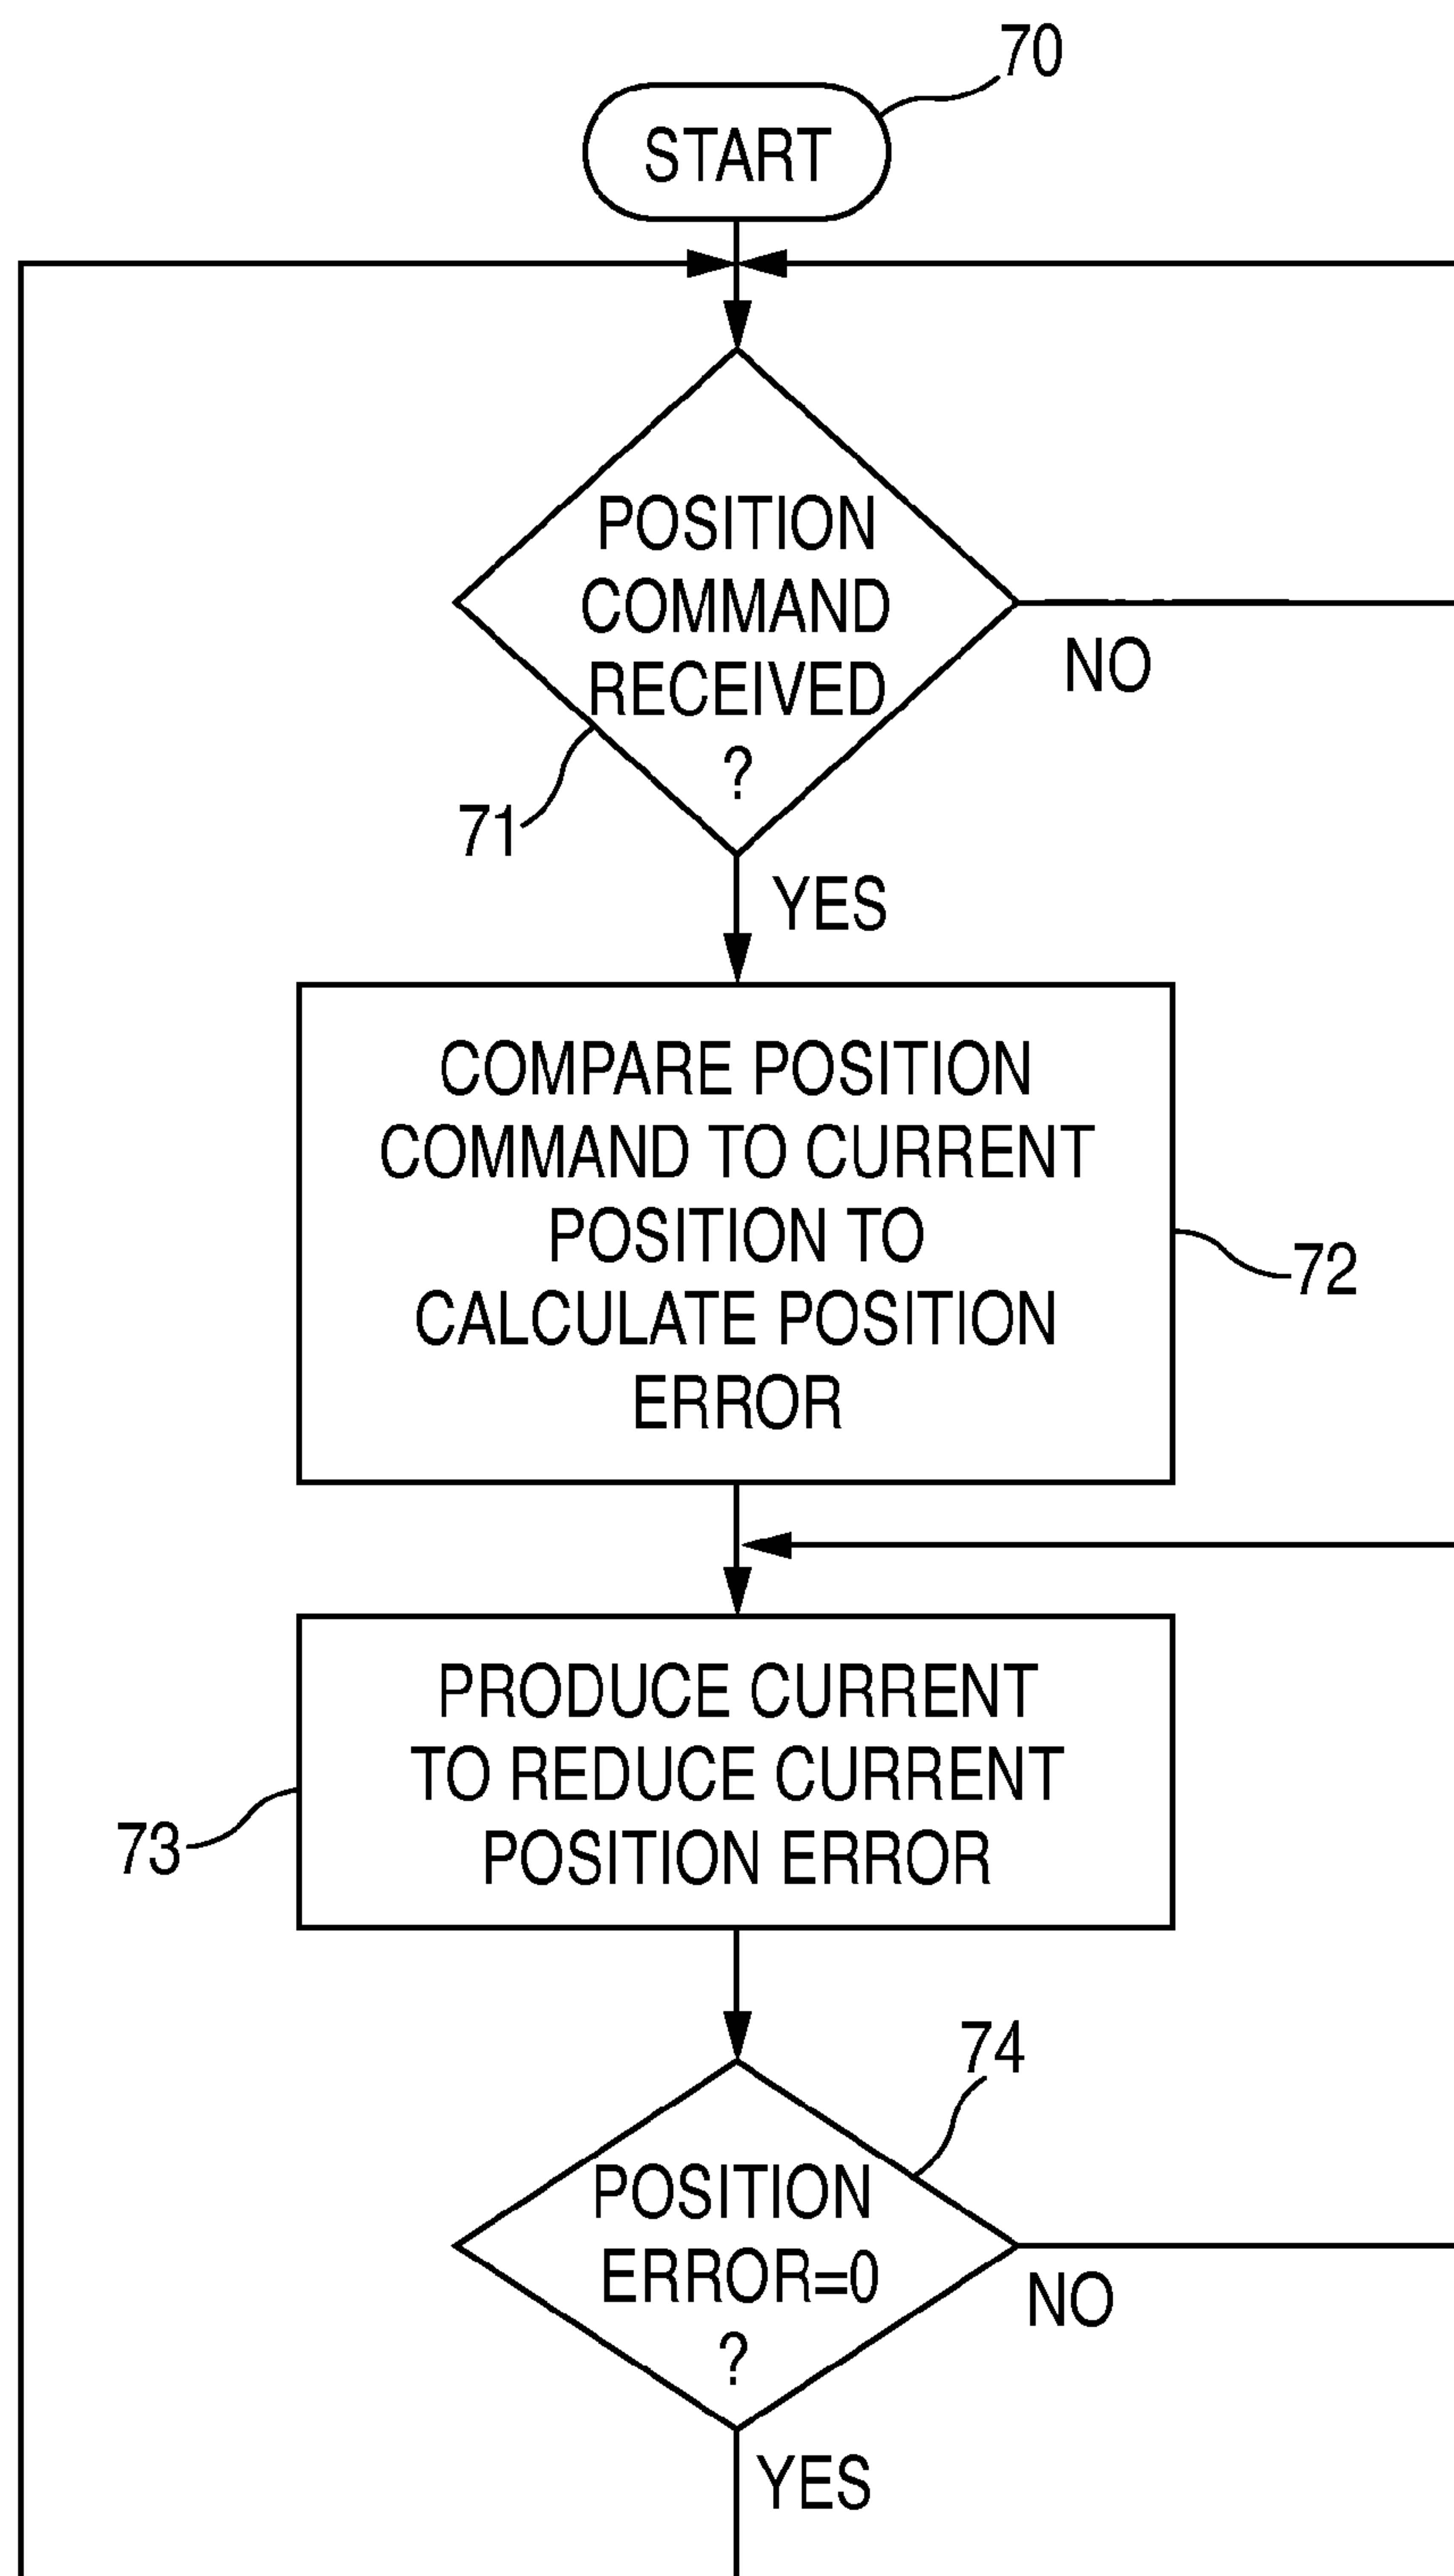 70
START
POSITION
COMMAND
RECEIVED
?
NO
71
YES
COMPARE POSITION
COMMAND TO CURRENT
POSITION TO
CALCULATE POSITION
ERROR
72
PRODUCE CURRENT
TO REDUCE CURRENT
POSITION ERROR
73
74
POSITION
ERROR=0
?
NO
YES